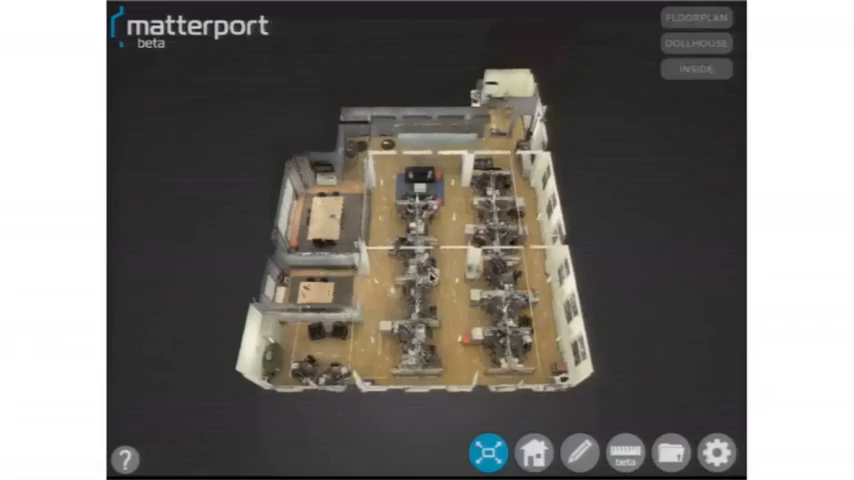 matterport
beta
FLOORPLAN
DOLLHOUSE
INSIDE
?
beta